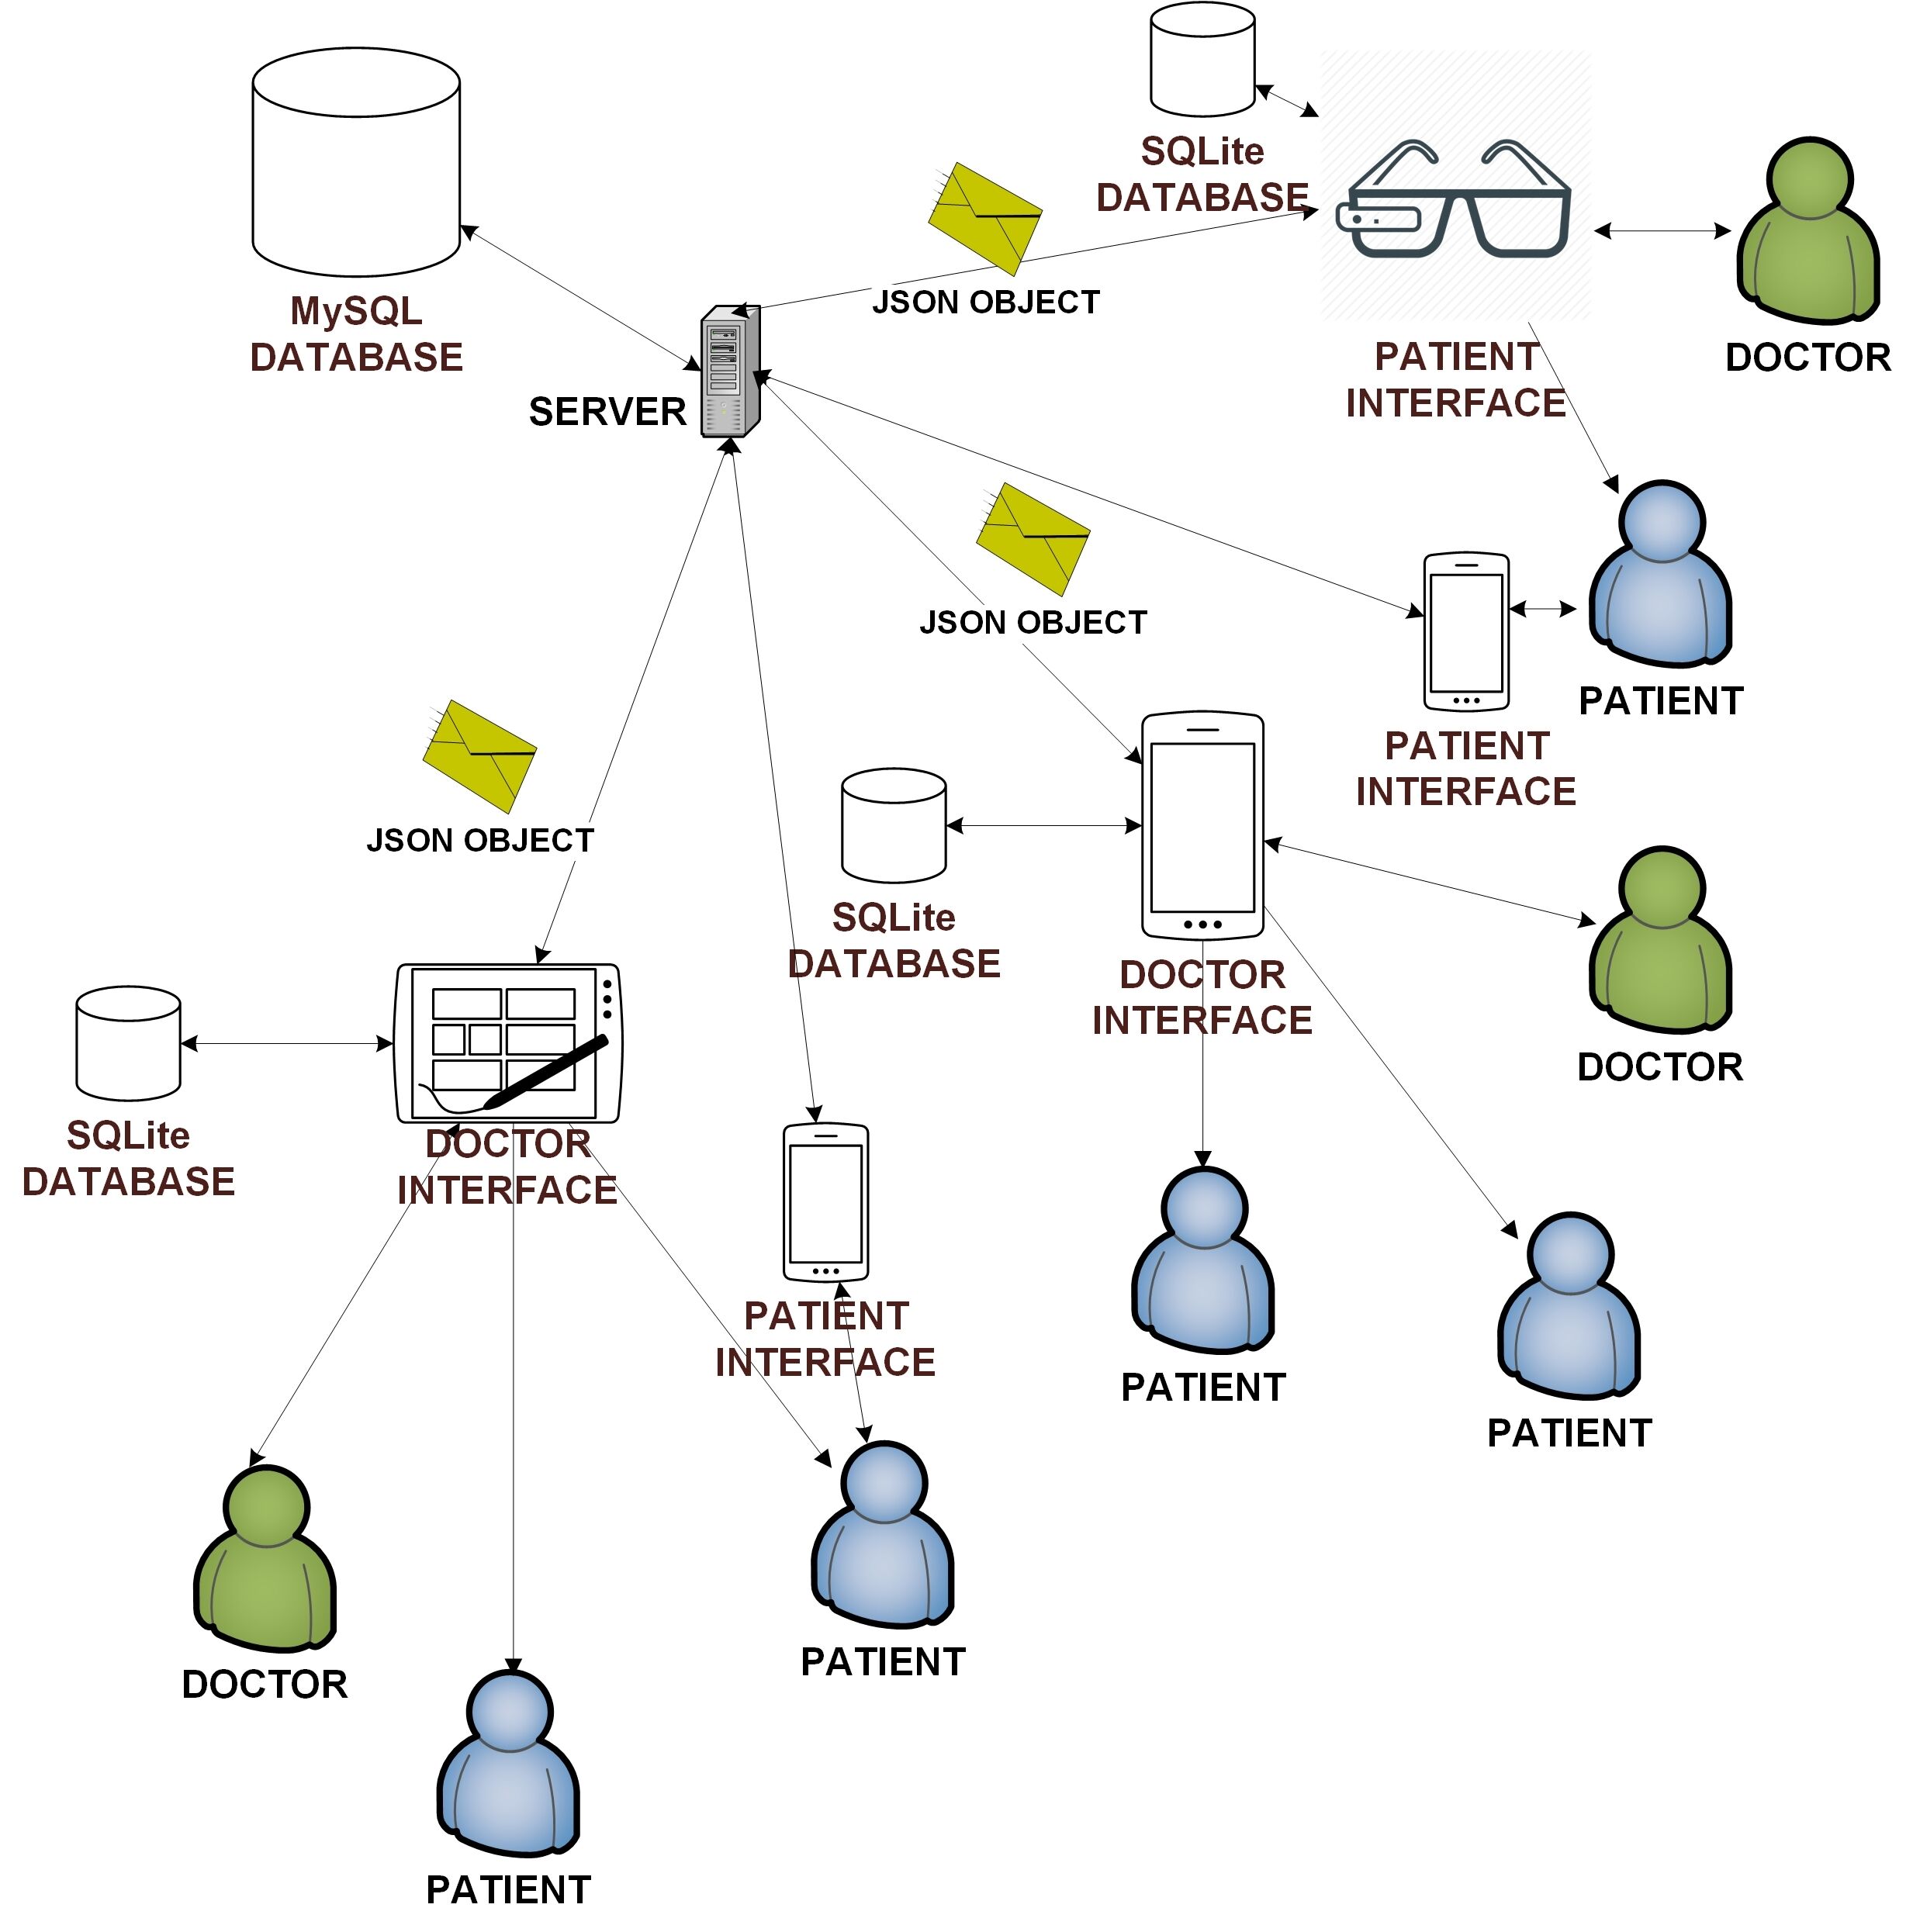 SQLite
DATABASE
MySQL
DATABASE
JSON OBJECT
PATIENT
INTERFACE
DOCTOR
SERVER
JSON OBJECT
PATIENT
PATIENT
INTERFACE
JSON OBJECT
SQLite
DATABASE
DOCTOR
INTERFACE
DOCTOR
SQLite
DATABASE
DOCTOR
INTERFACE
PATIENT
INTERFACE
PATIENT
PATIENT
DOCTOR
PATIENT
PATIENT